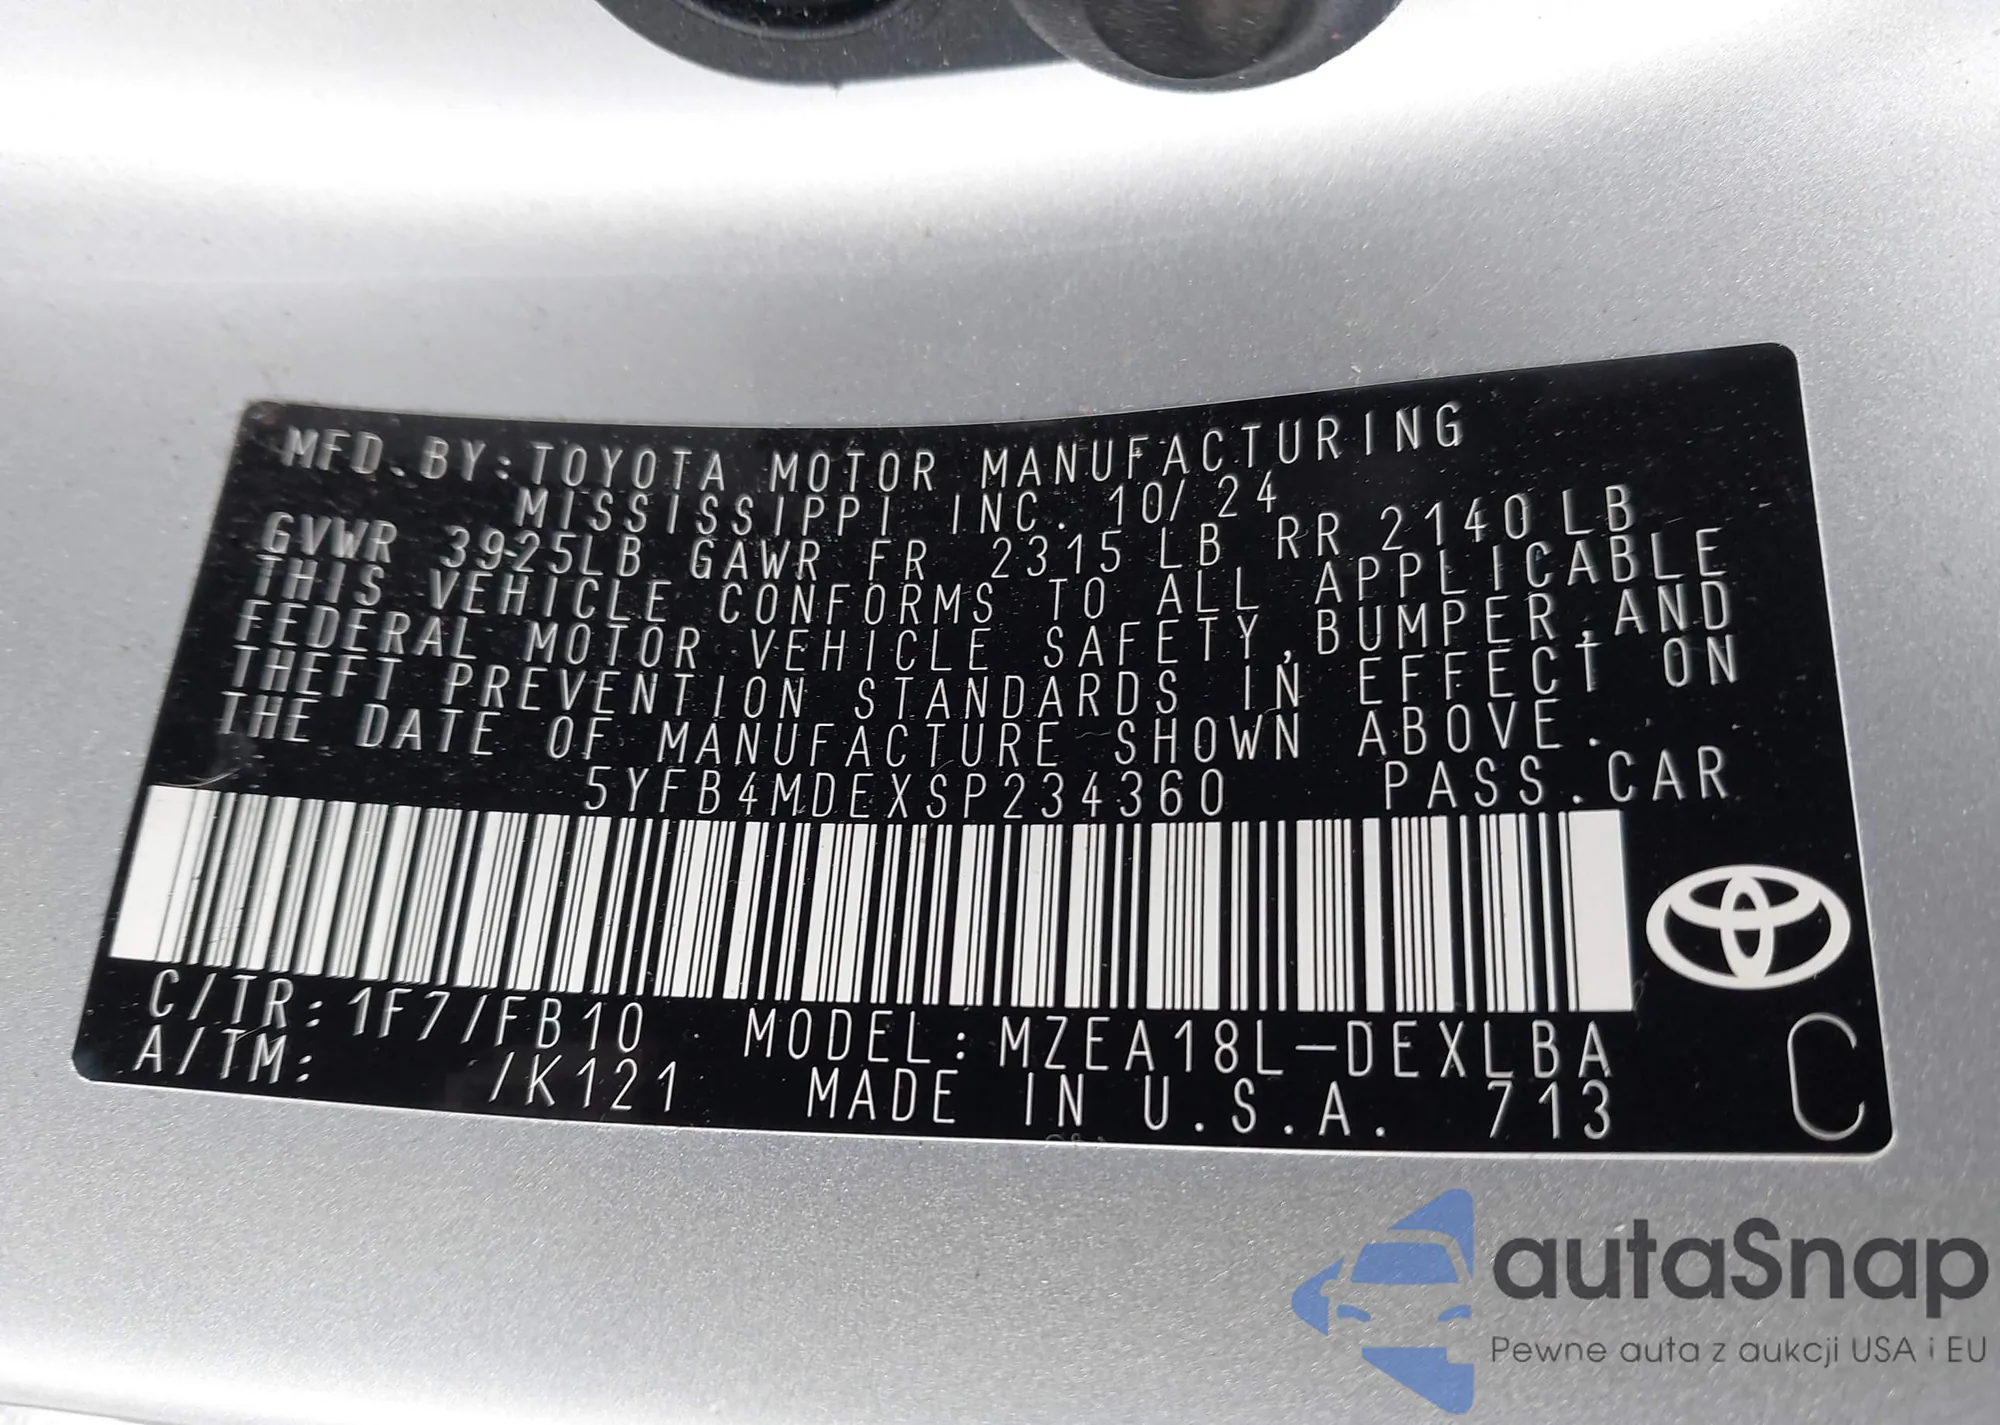 MFD. BY: TOYOTA MOTOR MANUFACTURING
MISSISSIPPI INC. 10/ 24
GVWR 3925LB GAWR FR 2315 LB RR 2140 LB
THIS VEHICLE CONFORMS TO ALL APPLICABLE
FEDERAL MOTOR VEHICLE SAFETY, BUMPER, AND
THEFT PREVENTION STANDARDS IN EFFECT ON
THE DATE OF MANUFACTURE SHOWN ABOVE.
5YFB4MDEXSP234360 PASS. CAR
C/TR: 1F7/FB10 MODEL: MZEA18L-DEXLBA
A/TM: /K121 MADE IN U.S.A. 713 C
autaSnap
Pewne auta z aukcji USA i EU